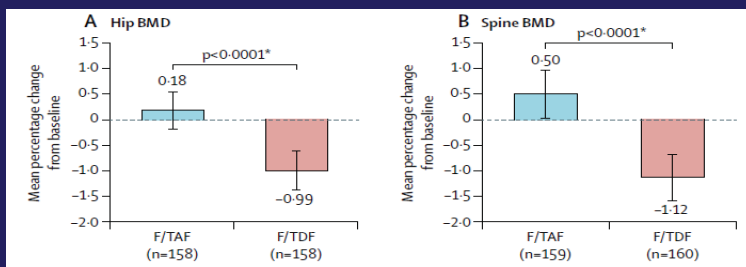 A Hip BMD
Mean percentage change
from baseline
1·5
1·0
0·5
0
−0·5
−1·0
−1·5
−2·0
p<0·0001*
0·18
−0·99
F/TAF
(n=158)
F/TDF
(n=158)
B Spine BMD
Mean percentage change
from baseline
1·5
1·0
0·5
0
−0·5
−1·0
−1·5
−2·0
p<0·0001*
0·50
−1·12
F/TAF
(n=159)
F/TDF
(n=160)